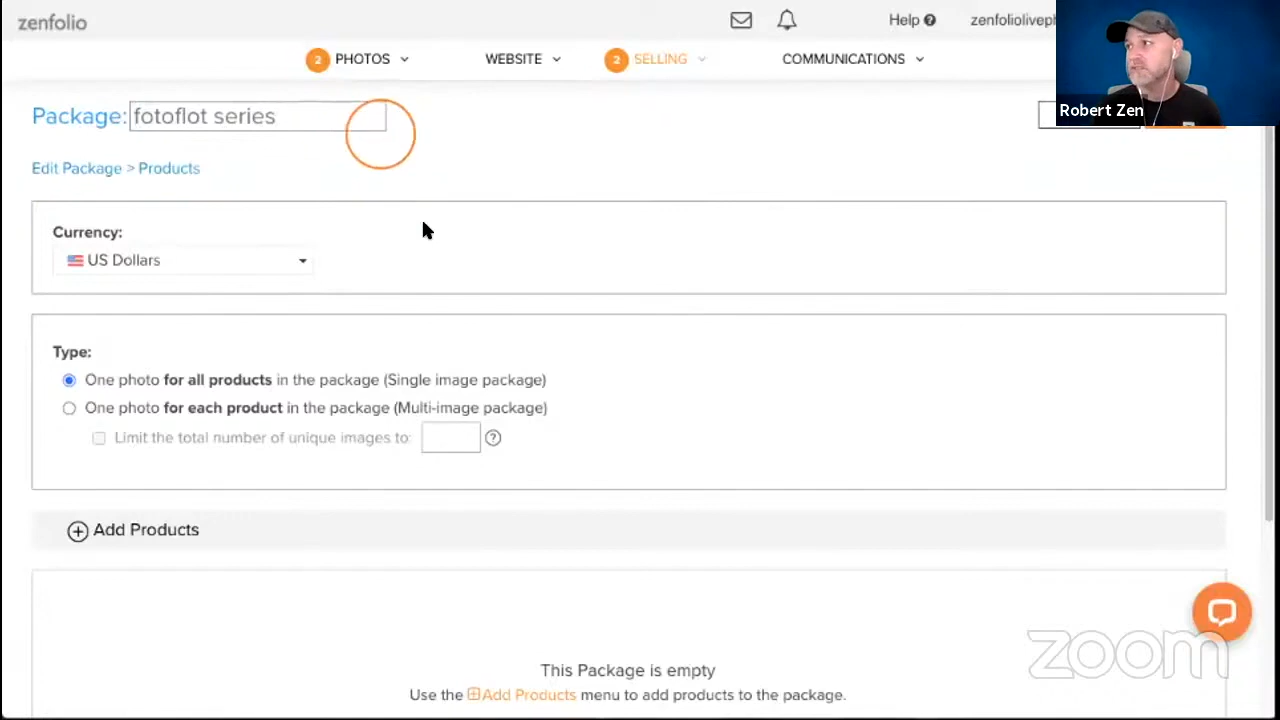 zenfolio
Help ?
zenfoliolivep
2 PHOTOS
WEBSITE
2 SELLING
COMMUNICATIONS
Robert Zen
Package: fotoflot series
Edit Package > Products
Currency:
US Dollars
Type:
One photo for all products in the package (Single image package)
One photo for each product in the package (Multi-image package)
Limit the total number of unique images to: ?
Add Products
This Package is empty
Use the Add Products menu to add products to the package.
zoom